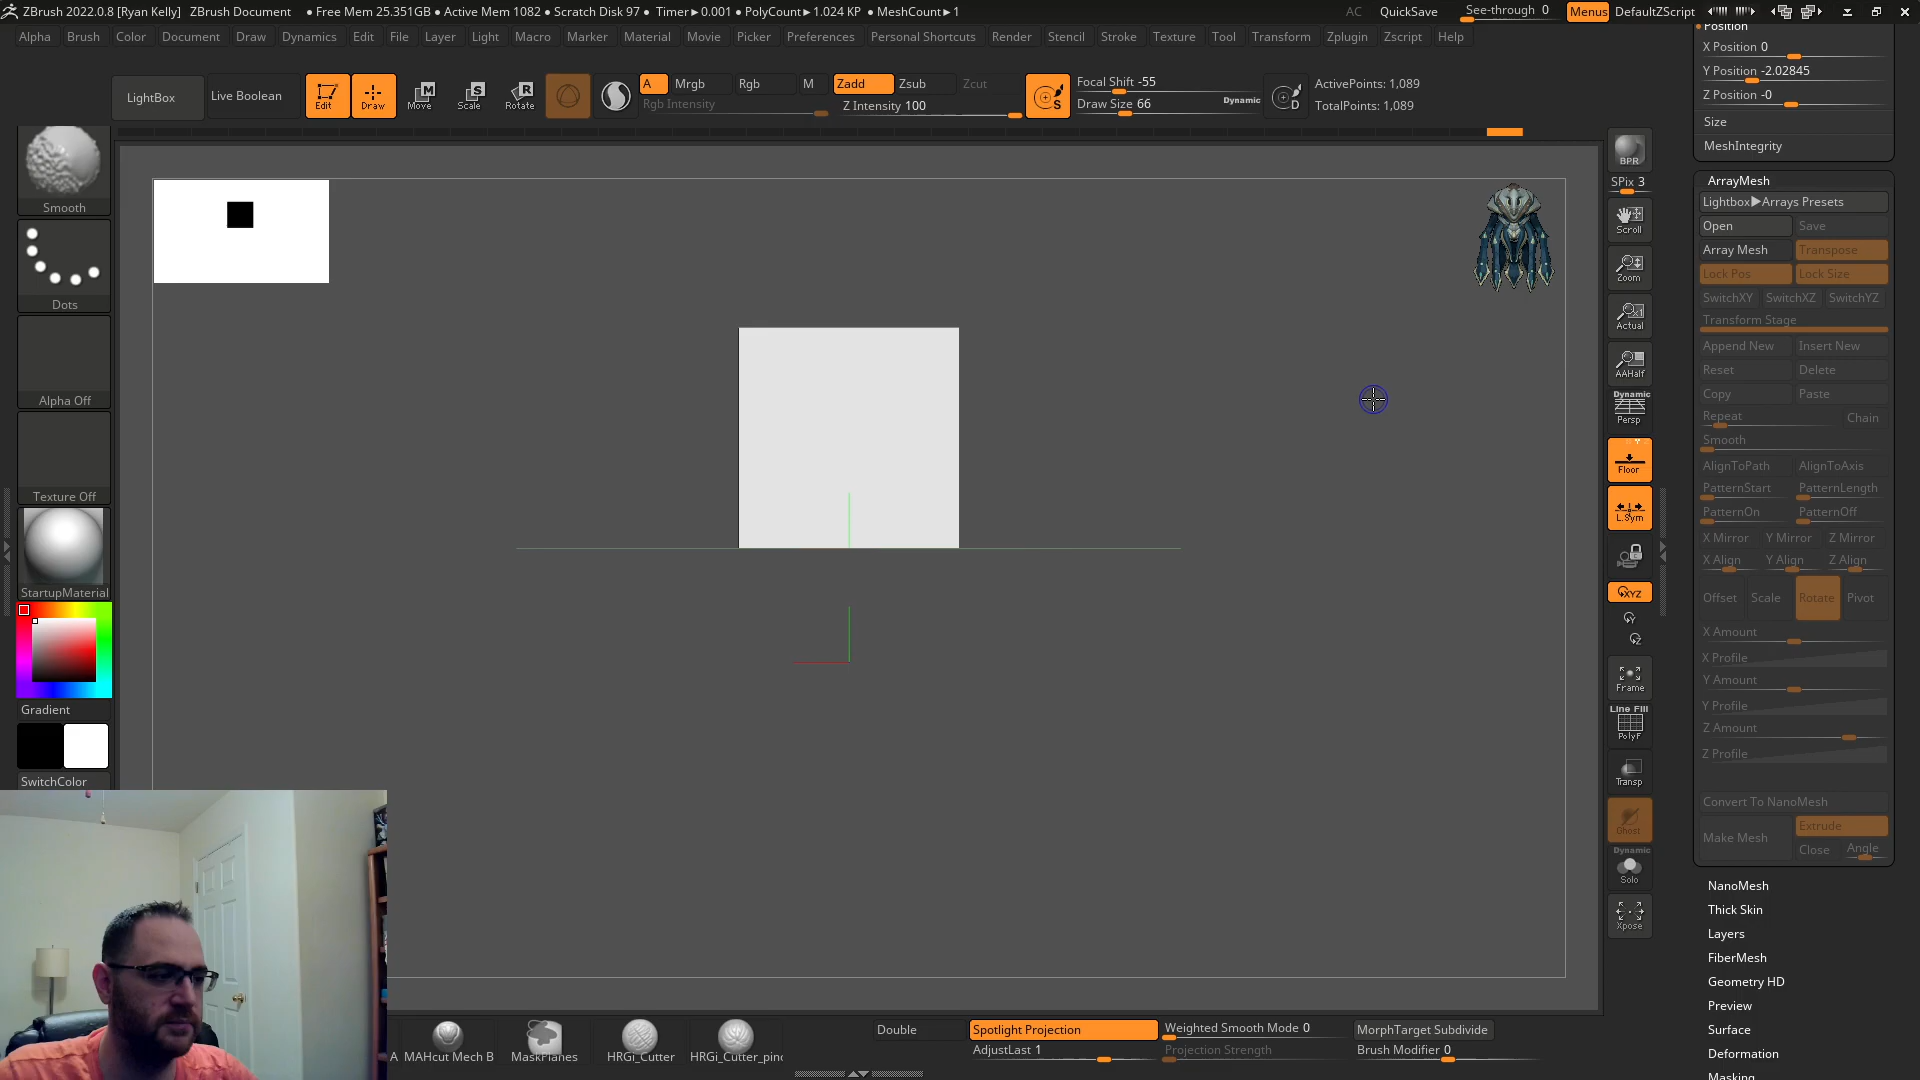 ZBrush 2022.0.8 [Ryan Kelly] ZBrush Document • Free Mem 25.351GB • Active Mem 1082 • Scratch Disk 97 • Timer►0.001 • PolyCount►1.024 KP • MeshCount►1 AC QuickSave See-through 0 Menus DefaultZScript
Alpha Brush Color Document Draw Dynamics Edit File Layer Light Macro Marker Material Movie Picker Preferences Personal Shortcuts Render Stencil Stroke Texture Tool Transform Zplugin Zscript Help
LightBox
Live Boolean
Edit
Draw
Move
Scale
Rotate
A Mrgb Rgb M Zadd Zsub Zcut
Rgb Intensity
Z Intensity 100
Focal Shift -55
Draw Size 66
Dynamic
ActivePoints: 1,089
TotalPoints: 1,089
Smooth
Dots
Alpha Off
Texture Off
StartupMaterial
Gradient
SwitchColor
BPR
SPix 3
Scroll
Zoom
Actual
AAHalf
Dynamic
Persp
Floor
L.Sym
XYZ
Frame
Line Fill
PolyF
Transp
Ghost
Dynamic
Solo
Xpose
Position
X Position 0
Y Position -2.02845
Z Position -0
Size
MeshIntegrity
ArrayMesh
Lightbox►Arrays Presets
Open Save
Array Mesh Transpose
Lock Pos Lock Size
SwitchXY SwitchXZ SwitchYZ
Transform Stage
Append New Insert New
Reset Delete
Copy Paste
Repeat Chain
Smooth
AlignToPath AlignToAxis
PatternStart PatternLength
PatternOn PatternOff
X Mirror Y Mirror Z Mirror
X Align Y Align Z Align
Offset Scale Rotate Pivot
X Amount
X Profile
Y Amount
Y Profile
Z Amount
Z Profile
Convert To NanoMesh
Make Mesh Extrude
Close Angle
NanoMesh
Thick Skin
Layers
FiberMesh
Geometry HD
Preview
Surface
Deformation
Masking
A MAHcut Mech B MaskPlanes HRGi_Cutter HRGi_Cutter_pinc
Double
Spotlight Projection
AdjustLast 1
Weighted Smooth Mode 0
Projection Strength
MorphTarget Subdivide
Brush Modifier 0